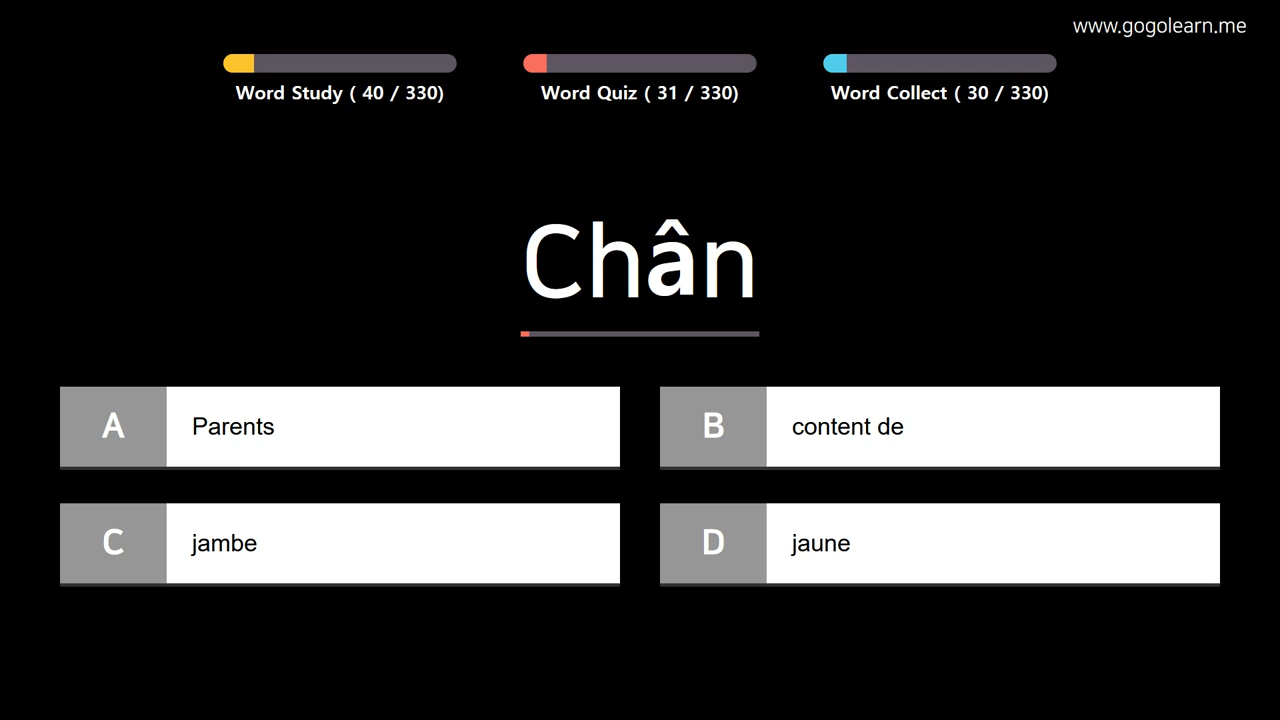 www.gogolearn.me
Word Study ( 40 / 330)
Word Quiz ( 31 / 330)
Word Collect ( 30 / 330)
Chân
A Parents
B content de
C jambe
D jaune